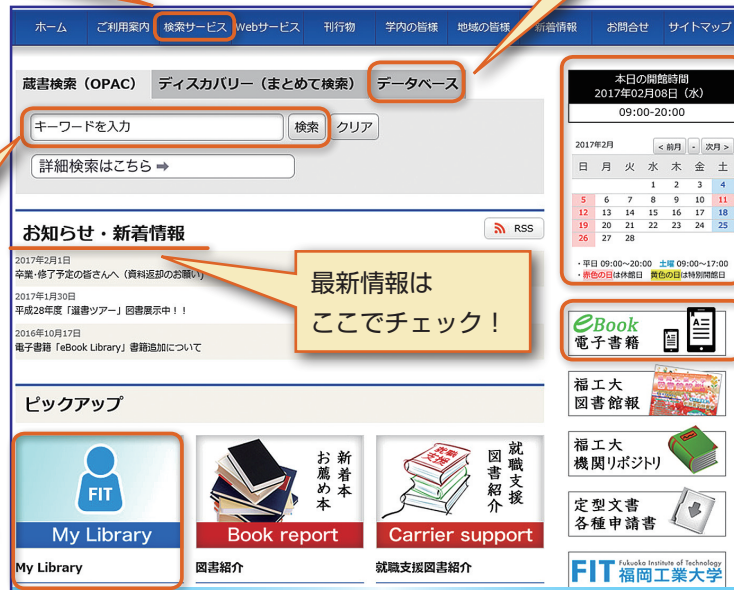 ホーム ご利用案内 検索サービス Webサービス 刊行物 学内の皆様 地域の皆様 新着情報 お問合せ サイトマップ
蔵書検索（OPAC） ディスカバリー（まとめて検索） データベース
キーワードを入力 検索 クリア
詳細検索はこちら ➡
お知らせ・新着情報
RSS
2017年2月1日
卒業・修了予定の皆さんへ（資料返却のお願い）
2017年1月30日
平成28年度「選書ツアー」図書展示中！！
2016年10月17日
電子書籍「eBook Library」書籍追加について
最新情報は
ここでチェック！
ピックアップ
FIT
My Library
My Library
新着本
お薦め本
Book report
図書紹介
就職支援
就職支援
図書紹介
Carrier support
就職支援図書紹介
本日の開館時間
2017年02月08日（水）
09:00-20:00
2017年2月 < 前月 - 次月 >
日 月 火 水 木 金 土
1 2 3 4
5 6 7 8 9 10 11
12 13 14 15 16 17 18
19 20 21 22 23 24 25
26 27 28
・平日 09:00～20:00 土曜 09:00～17:00
・赤色の日は休館日 黄色の日は特別開館日
eBook
電子書籍
福工大
図書館報
福工大
機関リポジトリ
定型文書
各種申請書
FIT Fukuoka Institute of Technology
福岡工業大学